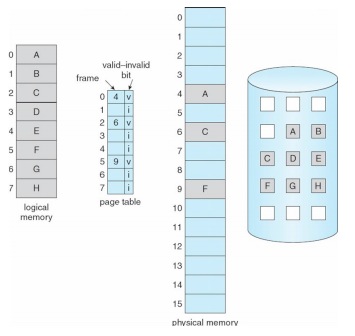 valid–invalid
bit
frame
0 A
1 B
2 C
3 D
4 E
5 F
6 G
7 H
logical
memory
0 4 v
1 i
2 6 v
3 i
4 i
5 9 v
6 i
7 i
page table
0
1
2
3
4 A
5
6 C
7
8
9 F
10
11
12
13
14
15
physical memory
A B
C D E
F G H